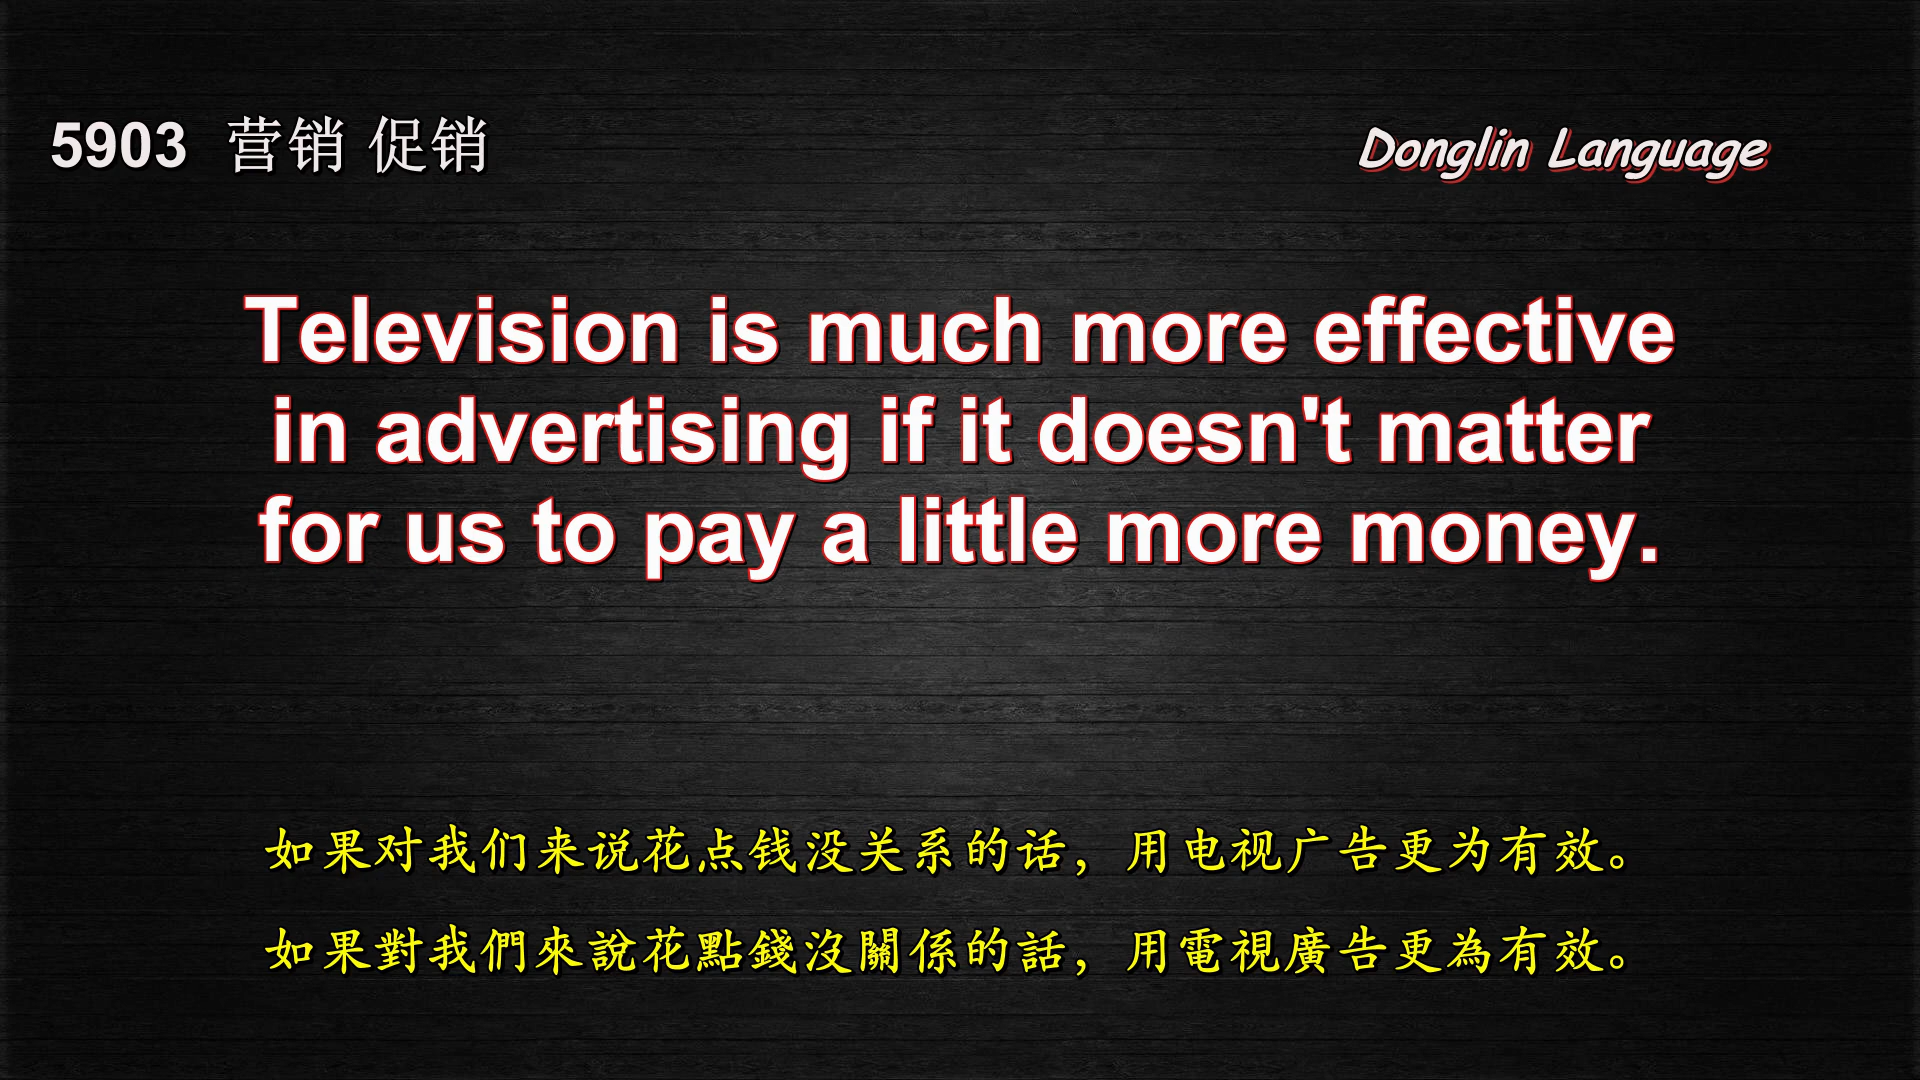 5903 营销 促销
Donglin Language
Television is much more effective
in advertising if it doesn't matter
for us to pay a little more money.
如果对我们来说花点钱没关系的话，用电视广告更为有效。
如果對我們來說花點錢沒關係的話，用電視廣告更為有效。